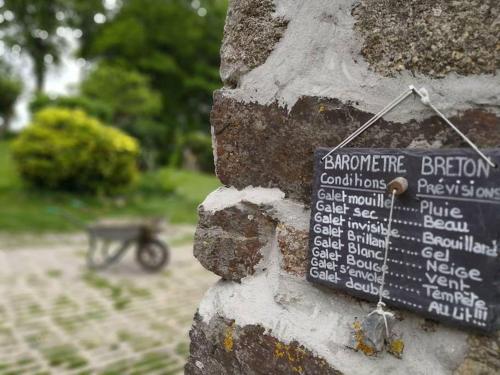 BAROMETRE BRETON
Conditions Prévisions
Galet mouillé Pluie
Galet sec Beau
Galet invisible Brouillard
Galet Brillant Gel
Galet Blanc Neige
Galet Bouge Vent
Galet s'envole Tempête
Galet double Au Lit!!!